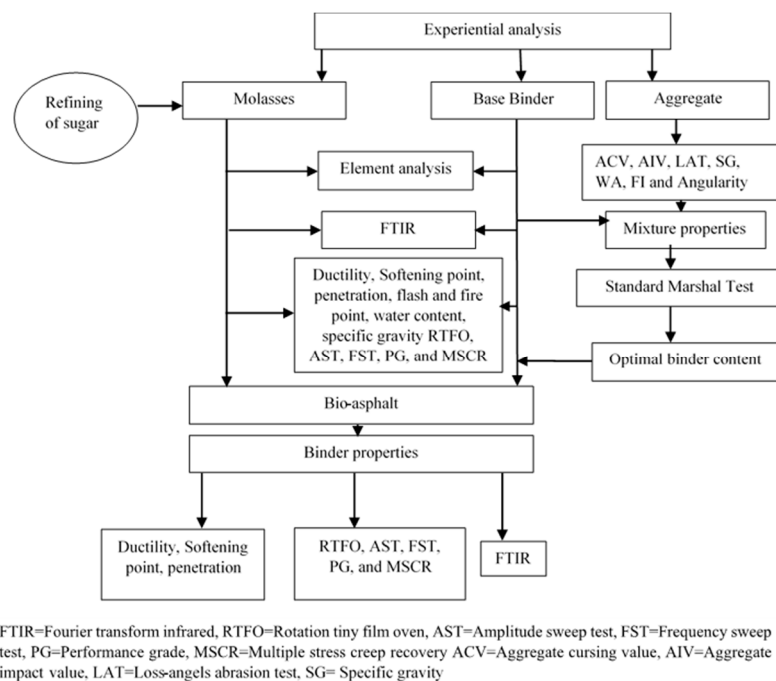 Experiential analysis
Refining
of sugar
Molasses
Base Binder
Aggregate
Element analysis
ACV, AIV, LAT, SG,
WA, FI and Angularity
FTIR
Mixture properties
Ductility, Softening point,
penetration, flash and fire
point, water content,
specific gravity RTFO,
AST, FST, PG, and MSCR
Standard Marshal Test
Optimal binder content
Bio-asphalt
Binder properties
Ductility, Softening
point, penetration
RTFO, AST, FST,
PG, and MSCR
FTIR
FTIR=Fourier transform infrared, RTFO=Rotation tiny film oven, AST=Amplitude sweep test, FST=Frequency sweep
test, PG=Performance grade, MSCR=Multiple stress creep recovery ACV=Aggregate cursing value, AIV=Aggregate
impact value, LAT=Loss-angels abrasion test, SG= Specific gravity